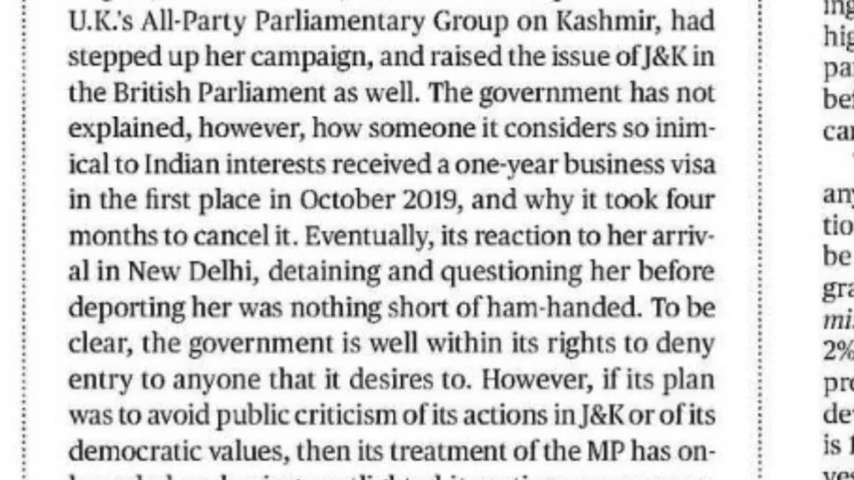 U.K.'s All-Party Parliamentary Group on Kashmir, had
stepped up her campaign, and raised the issue of J&K in
the British Parliament as well. The government has not
explained, however, how someone it considers so inim-
ical to Indian interests received a one-year business visa
in the first place in October 2019, and why it took four
months to cancel it. Eventually, its reaction to her arriv-
al in New Delhi, detaining and questioning her before
deporting her was nothing short of ham-handed. To be
clear, the government is well within its rights to deny
entry to anyone that it desires to. However, if its plan
was to avoid public criticism of its actions in J&K or of its
democratic values, then its treatment of the MP has on-
be
mi
2%
is 1